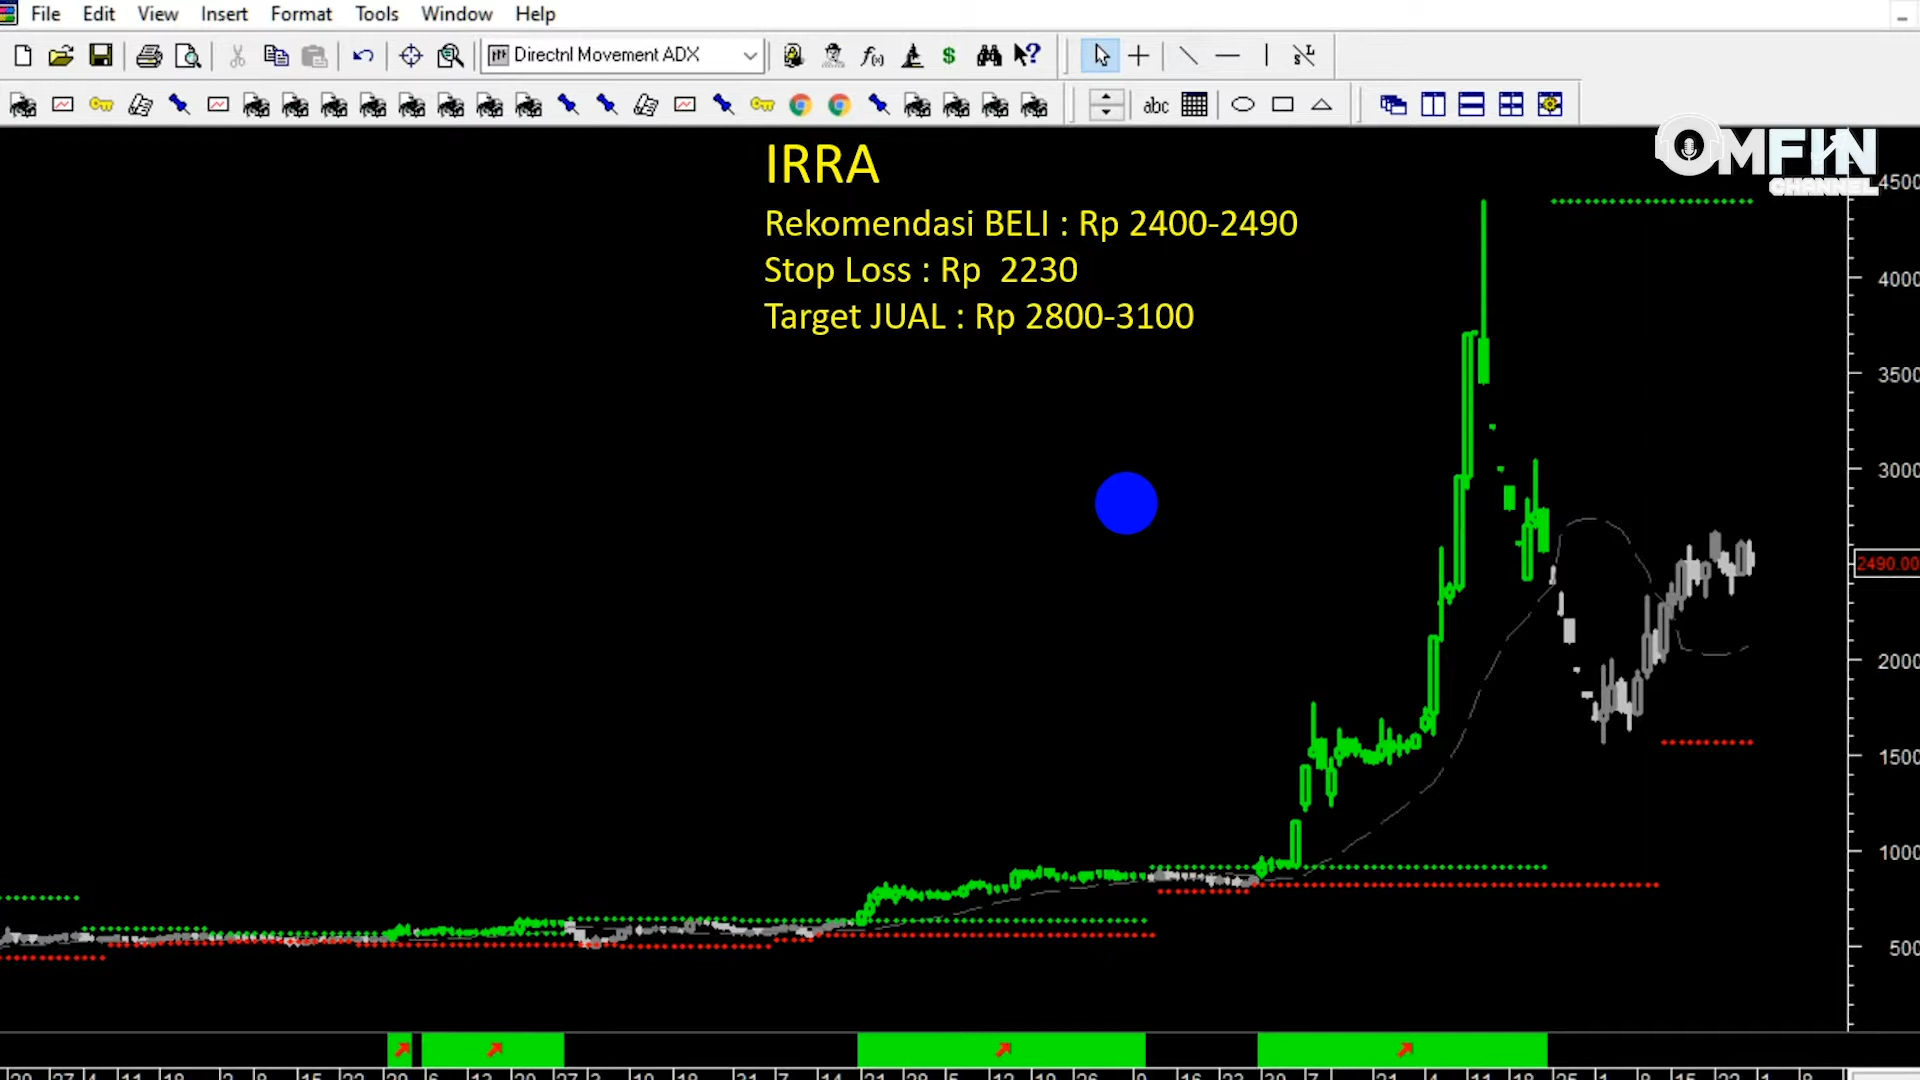 File Edit View Insert Format Tools Window Help
Directnl Movement ADX
abc
OMFIN
CHANNEL
IRRA
Rekomendasi BELI : Rp 2400-2490
Stop Loss : Rp 2230
Target JUAL : Rp 2800-3100
4500
4000
3500
3000
2490.00
2000
1500
1000
500